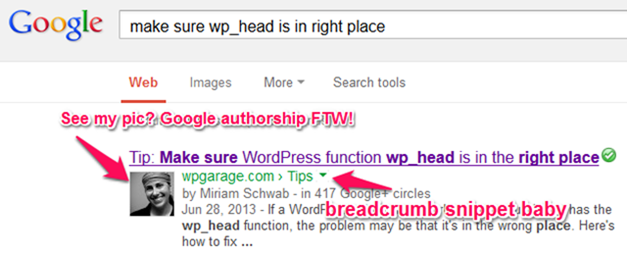 Google
make sure wp_head is in right place
Web Images More Search tools
See my pic? Google authorship FTW!
Tip: Make sure WordPress function wp_head is in the right place
wpgarage.com › Tips
by Miriam Schwab - in 417 Google+ circles
breadcrumb snippet baby
Jun 28, 2013 - If a WordP has the
wp_head function, the problem may be that it's in the wrong place. Here's
how to fix ...